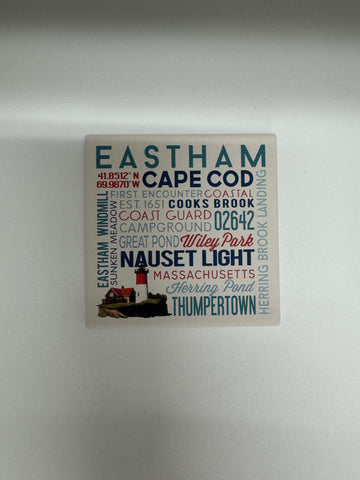 EASTHAM
41.8512° N
69.9870° W
CAPE COD
FIRST ENCOUNTER COASTAL
EST. 1651 COOKS BROOK
COAST GUARD
CAMPGROUND
02642
GREAT POND Wiley Park
NAUSET LIGHT
MASSACHUSETTS
Herring Pond
THUMPERTOWN
EASTHAM WINDMILL
SUNKEN MEADOW
HERRING BROOK LANDING